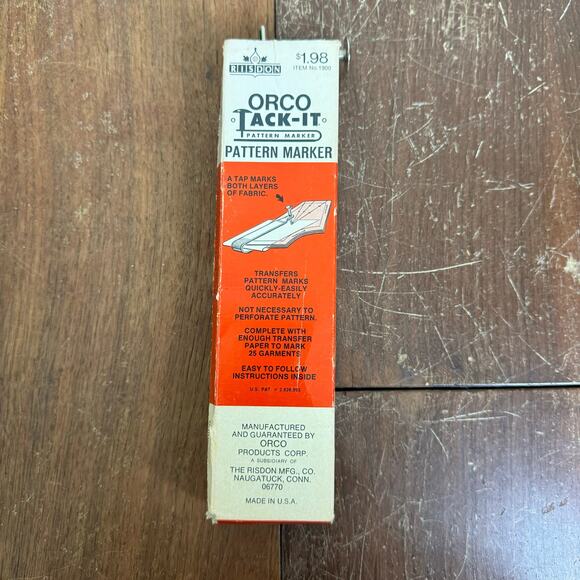 RISDON
$1.98
ITEM No. 1900
ORCO
TACK-IT
PATTERN MARKER
PATTERN MARKER
A TAP MARKS
BOTH LAYERS
OF FABRIC.
TRANSFERS
PATTERN MARKS
QUICKLY-EASILY
ACCURATELY
NOT NECESSARY TO
PERFORATE PATTERN.
COMPLETE WITH
ENOUGH TRANSFER
PAPER TO MARK
25 GARMENTS
EASY TO FOLLOW
INSTRUCTIONS INSIDE
U.S. PAT
MANUFACTURED
AND GUARANTEED BY
ORCO
PRODUCTS CORP.
A SUBSIDIARY OF
THE RISDON MFG., CO.
NAUGATUCK, CONN.
06770
MADE IN U.S.A.